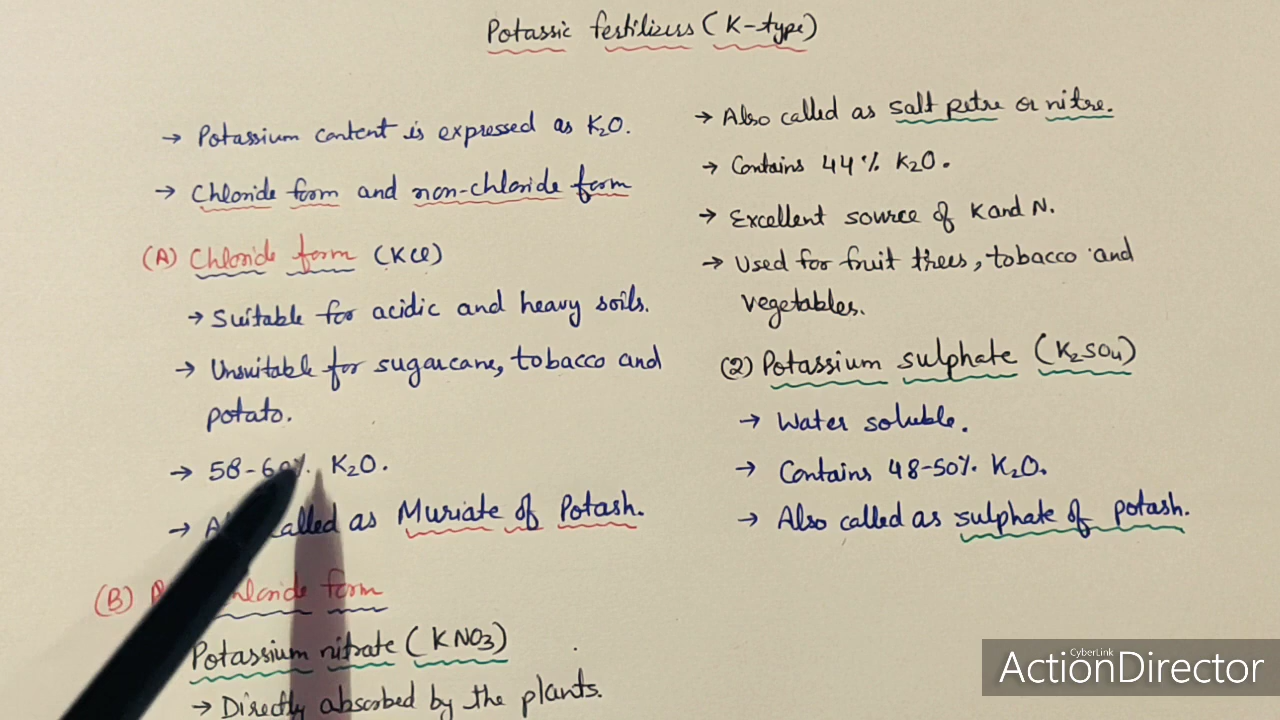 Potassic fertilizers (K-type)
→ Potassium content is expressed as K₂O.
→ Chloride form and non-chloride form
(A) Chloride form (KCl)
→ Suitable for acidic and heavy soils.
→ Unsuitable for sugarcane, tobacco and
potato.
→ 58-60% K₂O.
→ called as Muriate of Potash.
(B) form
Potassium nitrate (KNO3)
→ Directly absorbed by the plants.
→ Also called as salt petre or nitre.
→ Contains 44% K₂O.
→ Excellent source of K and N.
→ Used for fruit trees, tobacco and
vegetables.
(2) Potassium sulphate (K₂SO₄)
→ Water soluble.
→ Contains 48-50% K₂O.
→ Also called as sulphate of potash.
CyberLink
ActionDirector